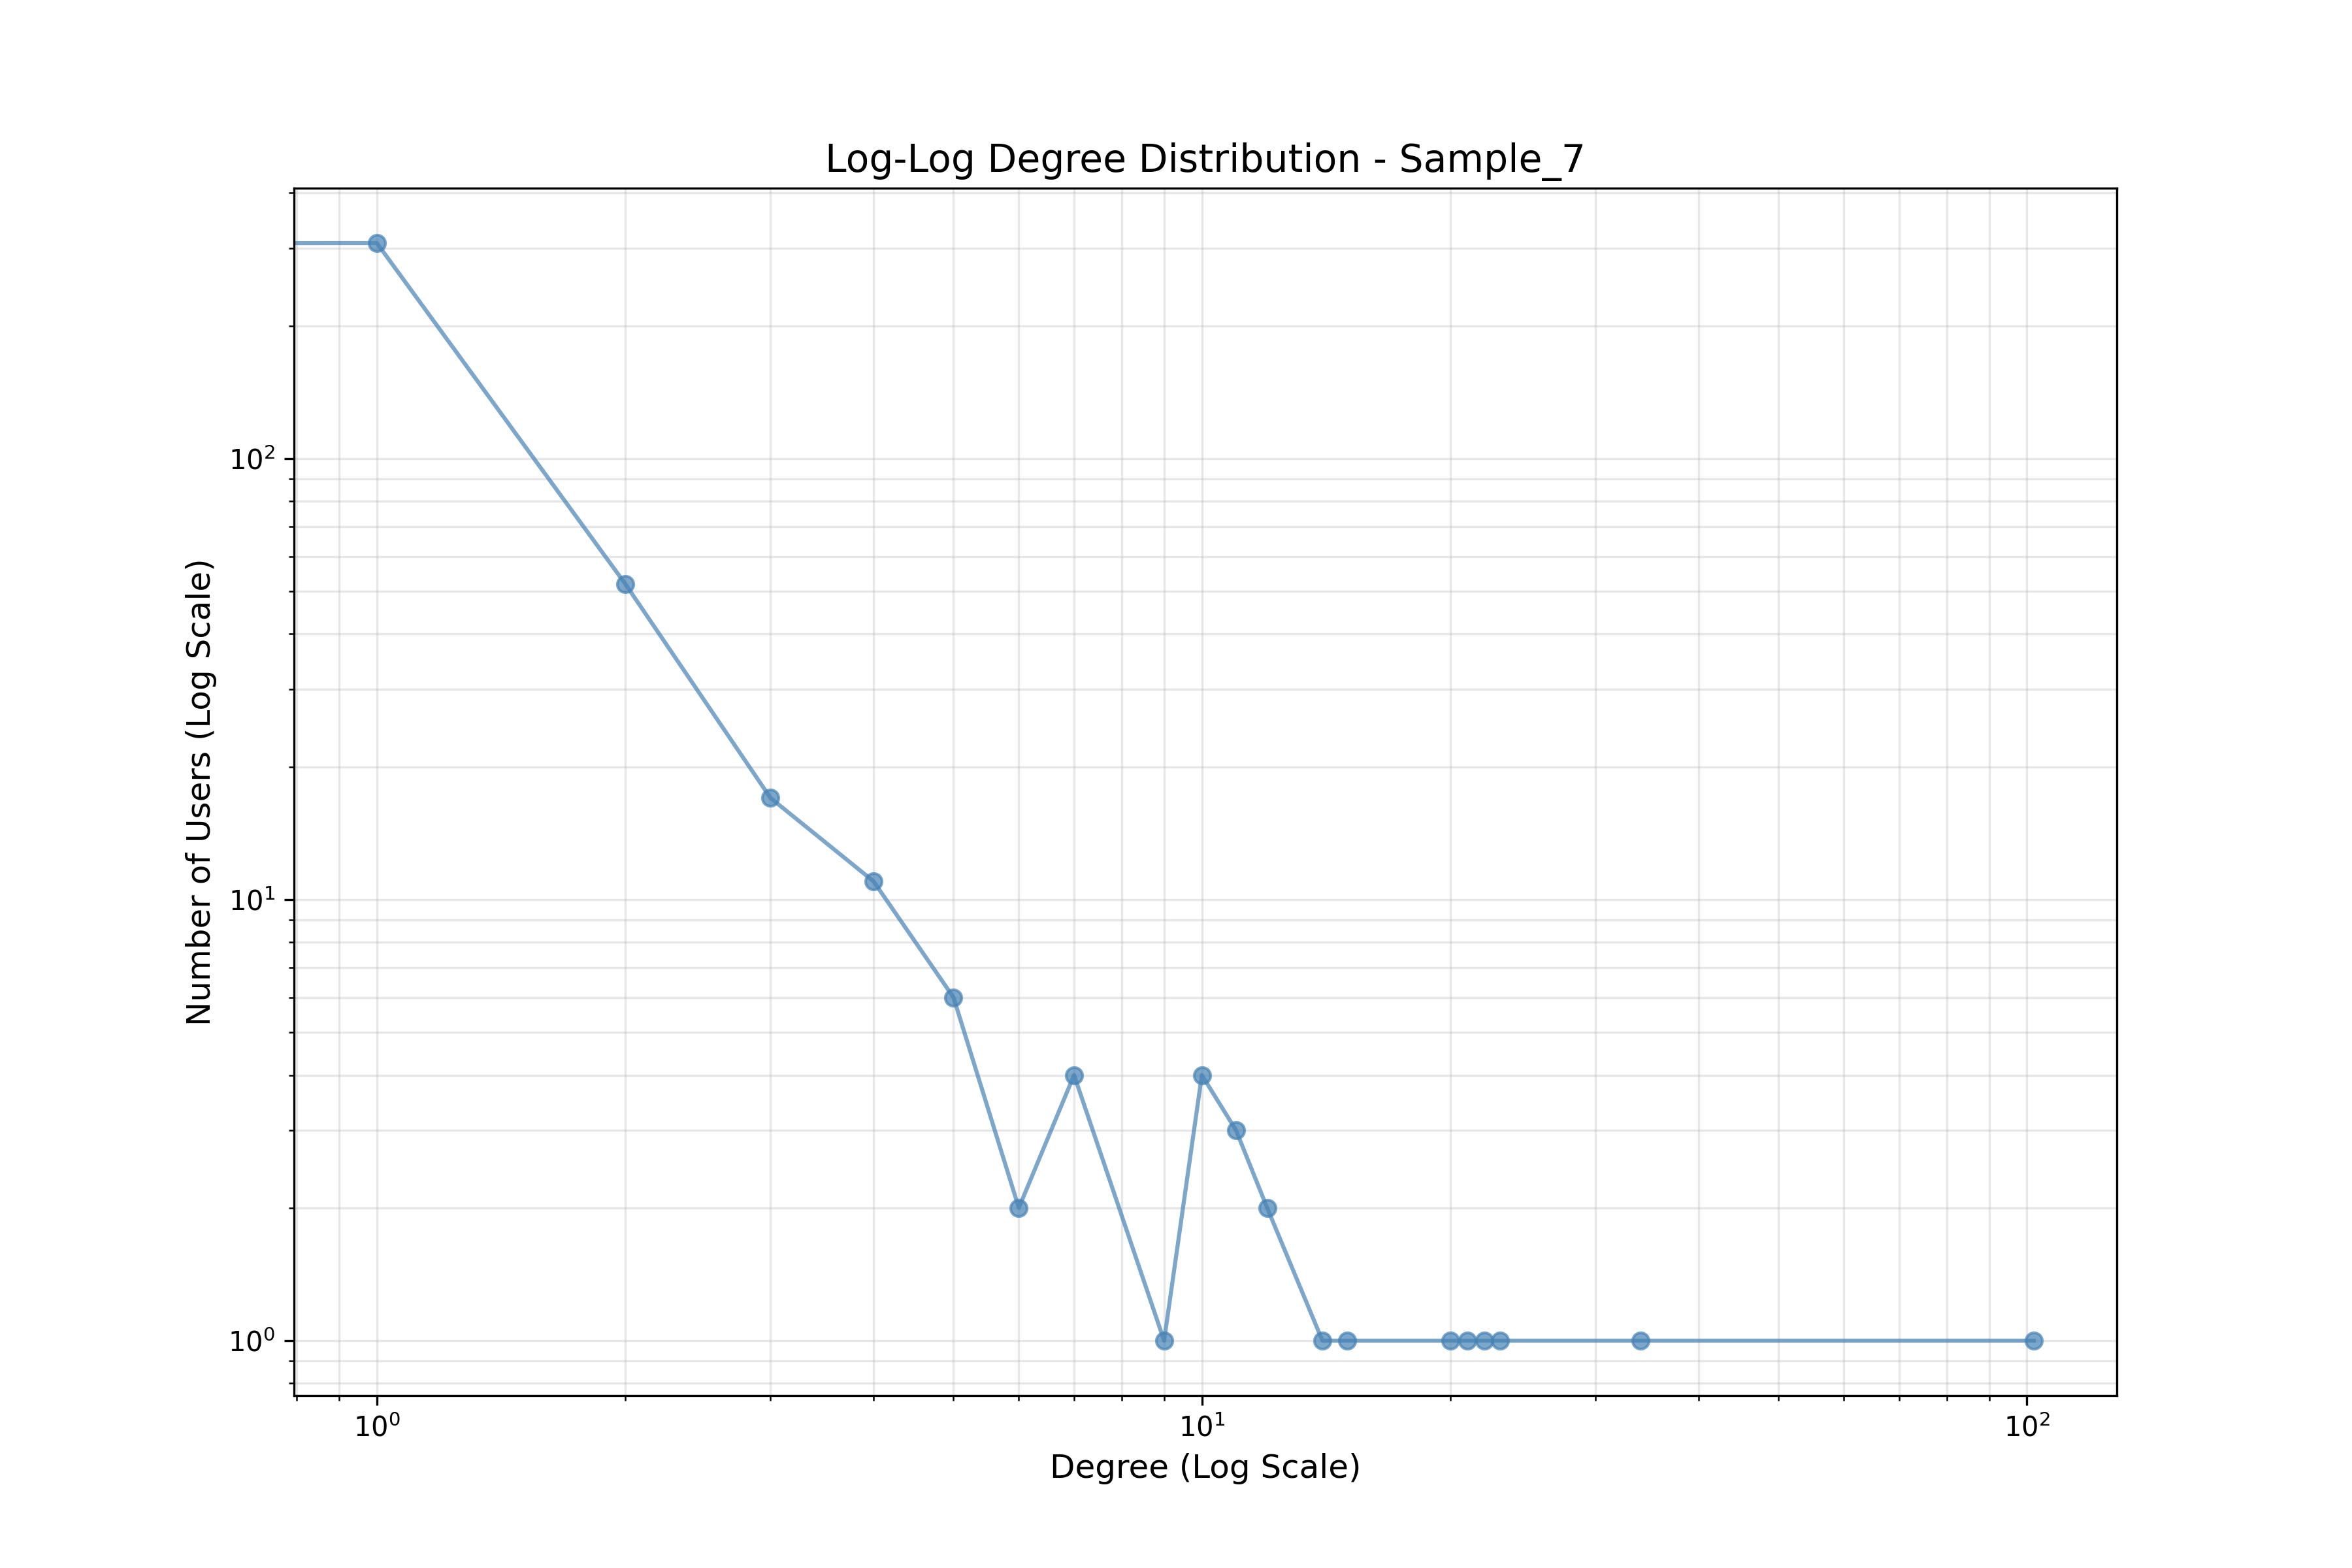 Log-Log Degree Distribution - Sample_7
Number of Users (Log Scale)
10²
10¹
10⁰
10⁰
10¹
10²
Degree (Log Scale)